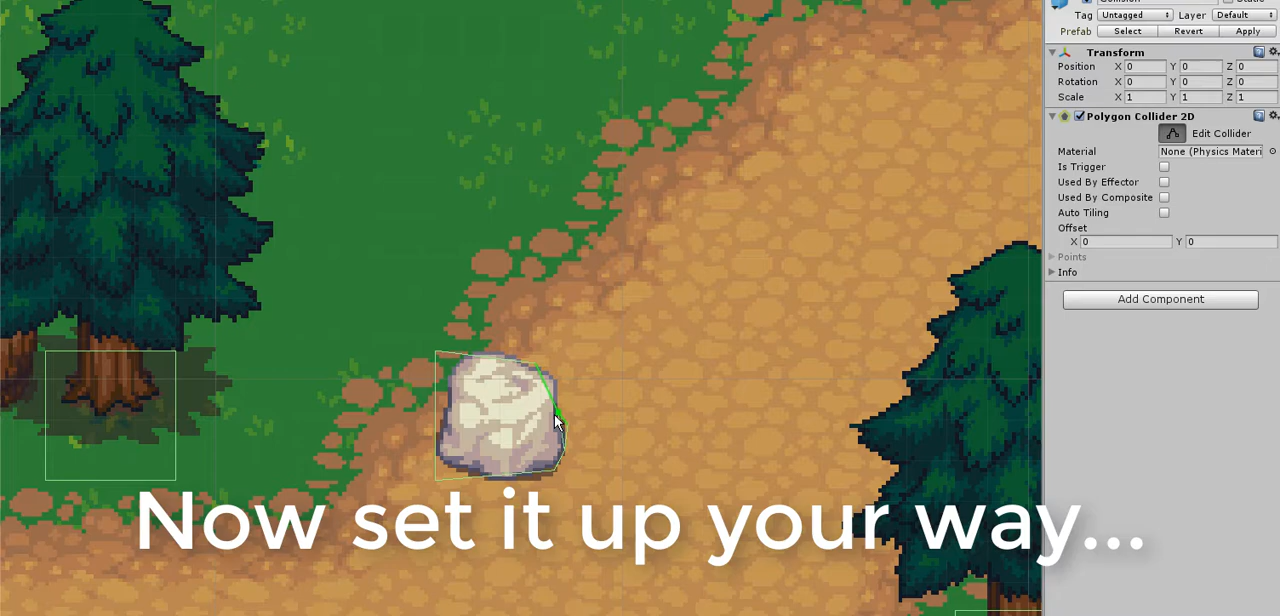 Tag Untagged Layer Default
Prefab Select Revert Apply
Transform
Position X 0 Y 0 Z 0
Rotation X 0 Y 0 Z 0
Scale X 1 Y 1 Z 1
Polygon Collider 2D
Edit Collider
Material None (Physics Materi
Is Trigger
Used By Effector
Used By Composite
Auto Tiling
Offset
X 0 Y 0
Points
Info
Add Component
Now set it up your way...